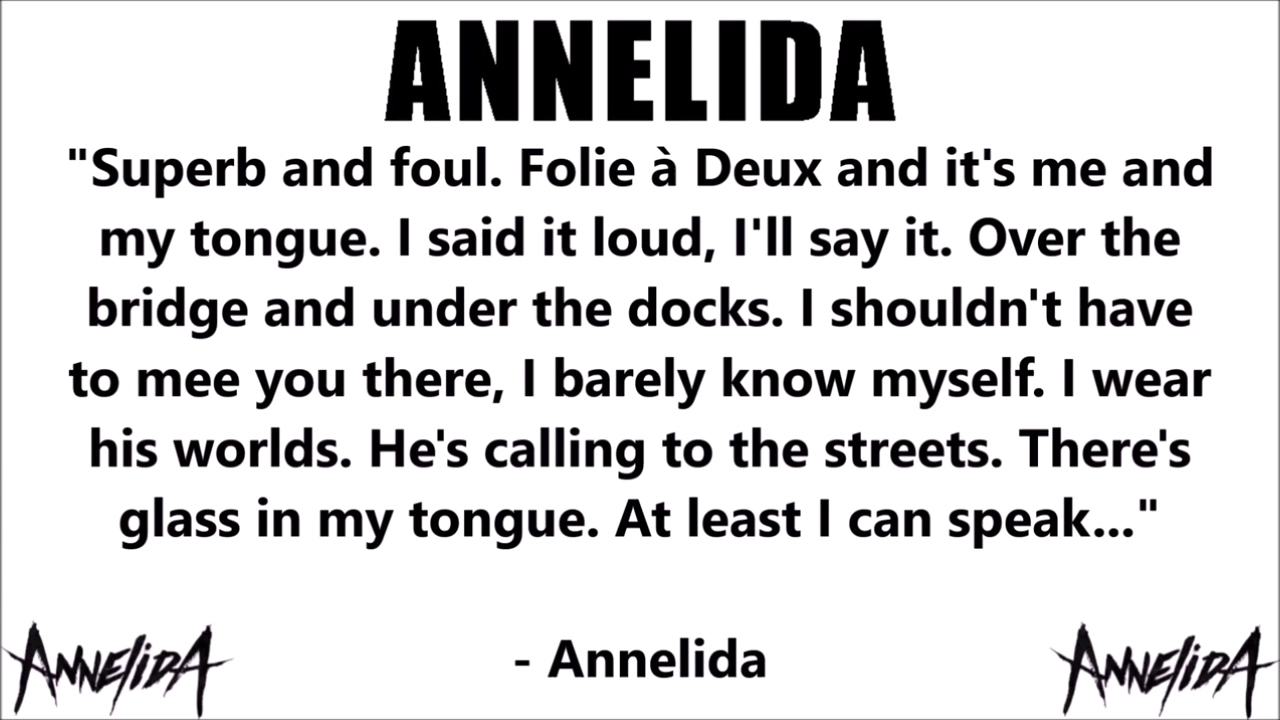 ANNELIDA
"Superb and foul. Folie à Deux and it's me and
my tongue. I said it loud, I'll say it. Over the
bridge and under the docks. I shouldn't have
to mee you there, I barely know myself. I wear
his worlds. He's calling to the streets. There's
glass in my tongue. At least I can speak..."
- Annelida
ANNELIDA
ANNELIDA